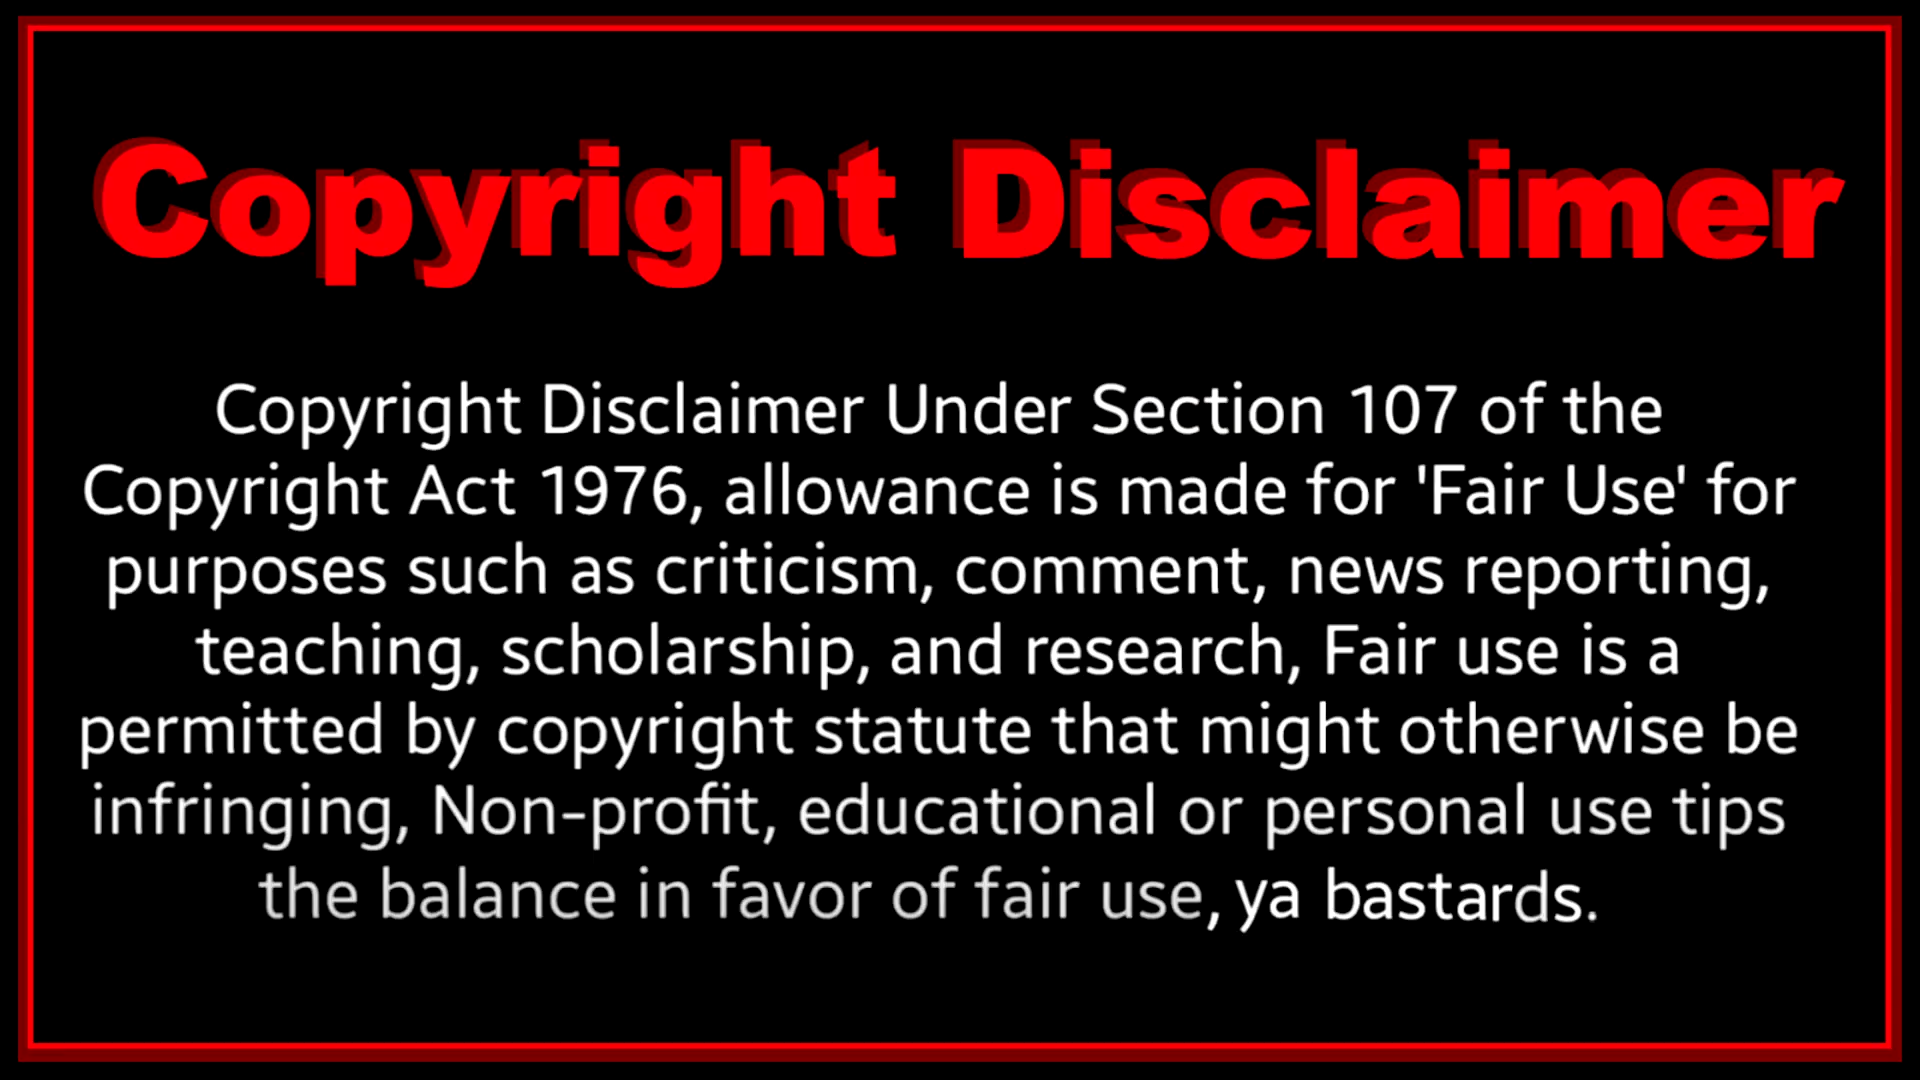 Copyright Disclaimer
Copyright Disclaimer Under Section 107 of the
Copyright Act 1976, allowance is made for 'Fair Use' for
purposes such as criticism, comment, news reporting,
teaching, scholarship, and research, Fair use is a
permitted by copyright statute that might otherwise be
infringing, Non-profit, educational or personal use tips
the balance in favor of fair use, ya bastards.